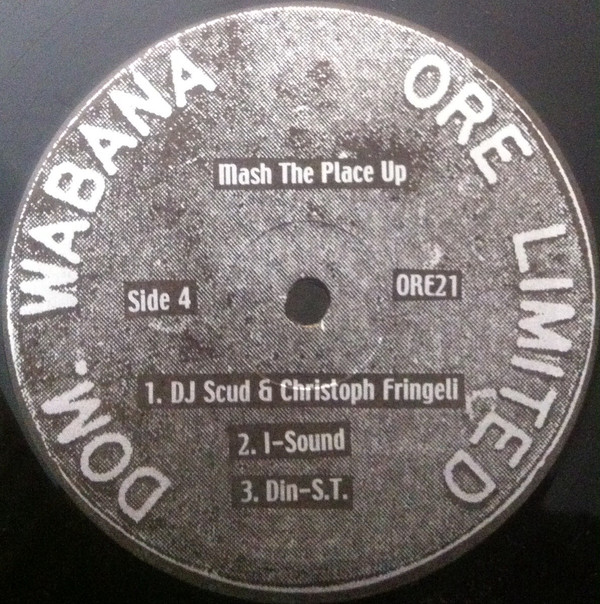 DOM. WABANA ORE LIMITED
Mash The Place Up
Side 4
ORE21
1. DJ Scud & Christoph Fringeli
2. I-Sound
3. Din-S.T.